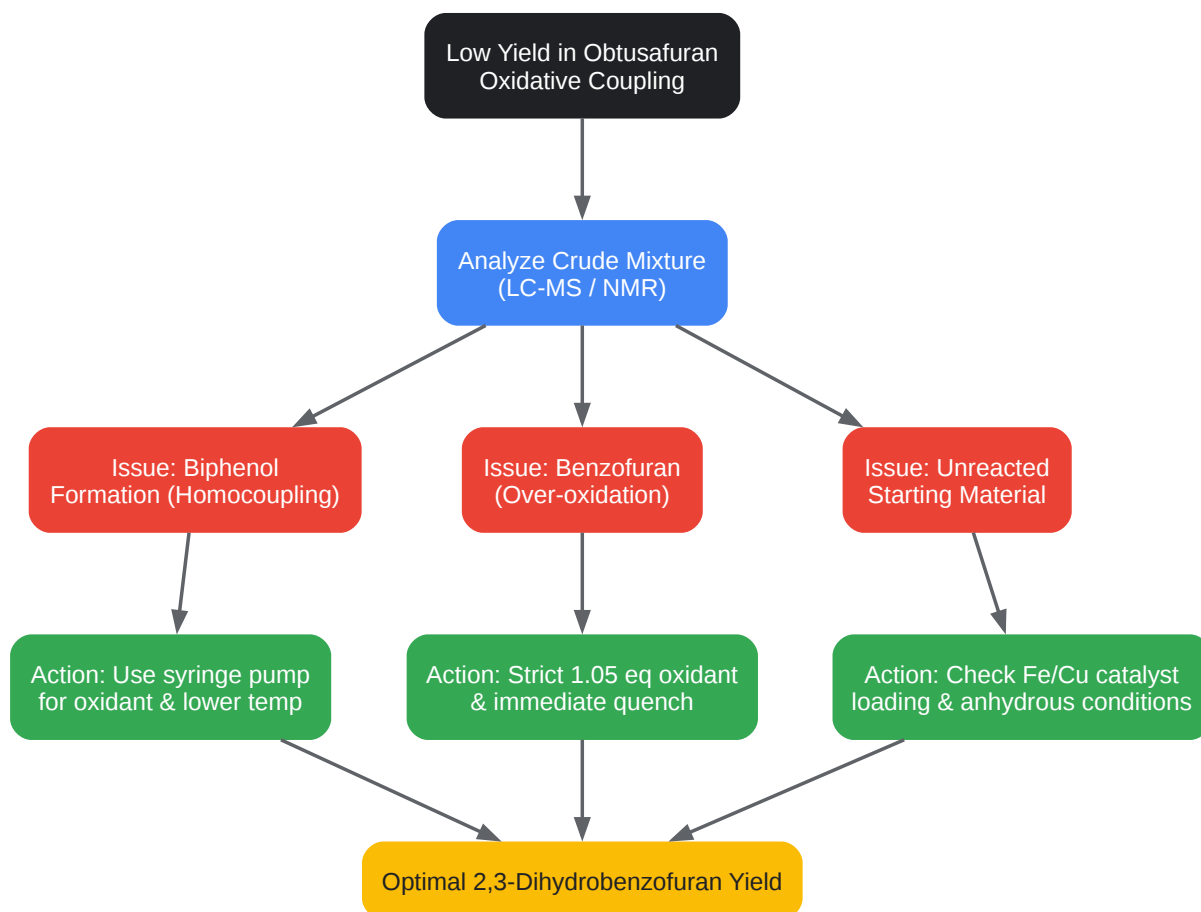 Low Yield in Obtusafuran
Oxidative Coupling
Analyze Crude Mixture
(LC-MS / NMR)
Issue: Biphenol
Formation (Homocoupling)
Issue: Benzofuran
(Over-oxidation)
Issue: Unreacted
Starting Material
Action: Use syringe pump
for oxidant & lower temp
Action: Strict 1.05 eq oxidant
& immediate quench
Action: Check Fe/Cu catalyst
loading & anhydrous conditions
Optimal 2,3-Dihydrobenzofuran Yield